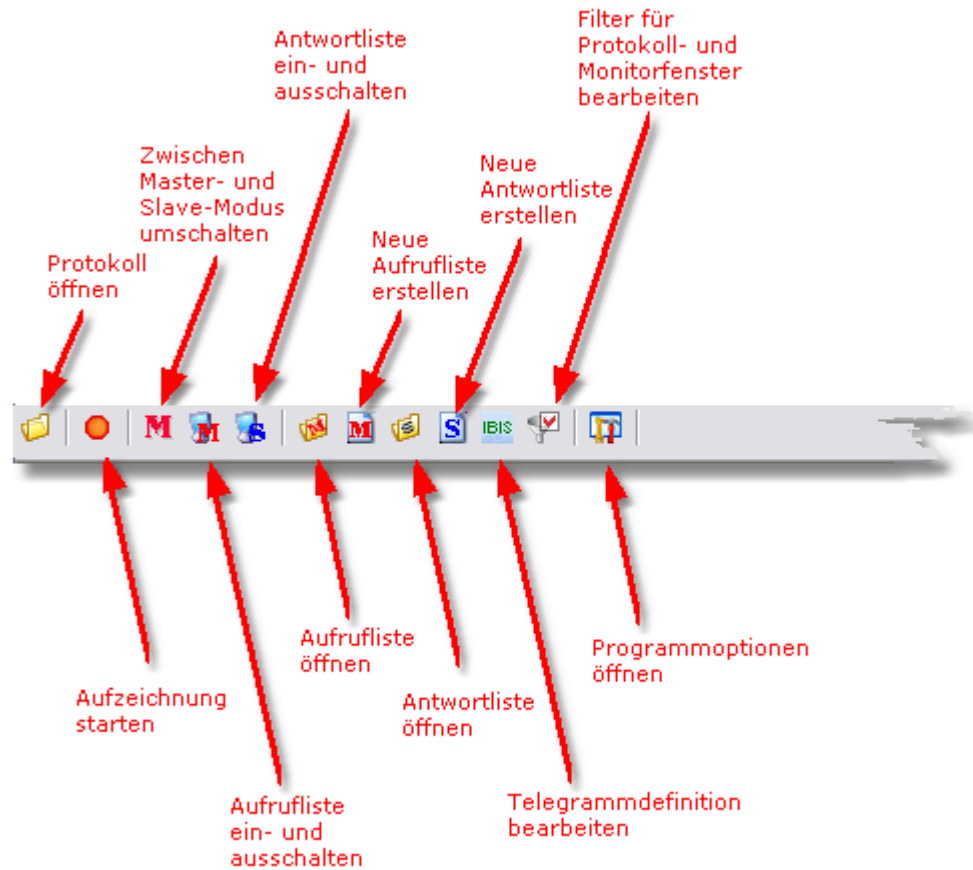 Filter für
Protokoll- und
Monitorfenster
bearbeiten
Antwortliste
ein- und
ausschalten
Zwischen
Master- und
Slave-Modus
umschalten
Neue
Antwortliste
erstellen
Neue
Aufrufliste
erstellen
Protokoll
öffnen
M M S M M S S IBIS
Aufrufliste
öffnen
Programmoptionen
öffnen
Aufzeichnung
starten
Antwortliste
öffnen
Aufrufliste
ein- und
ausschalten
Telegrammdefinition
bearbeiten